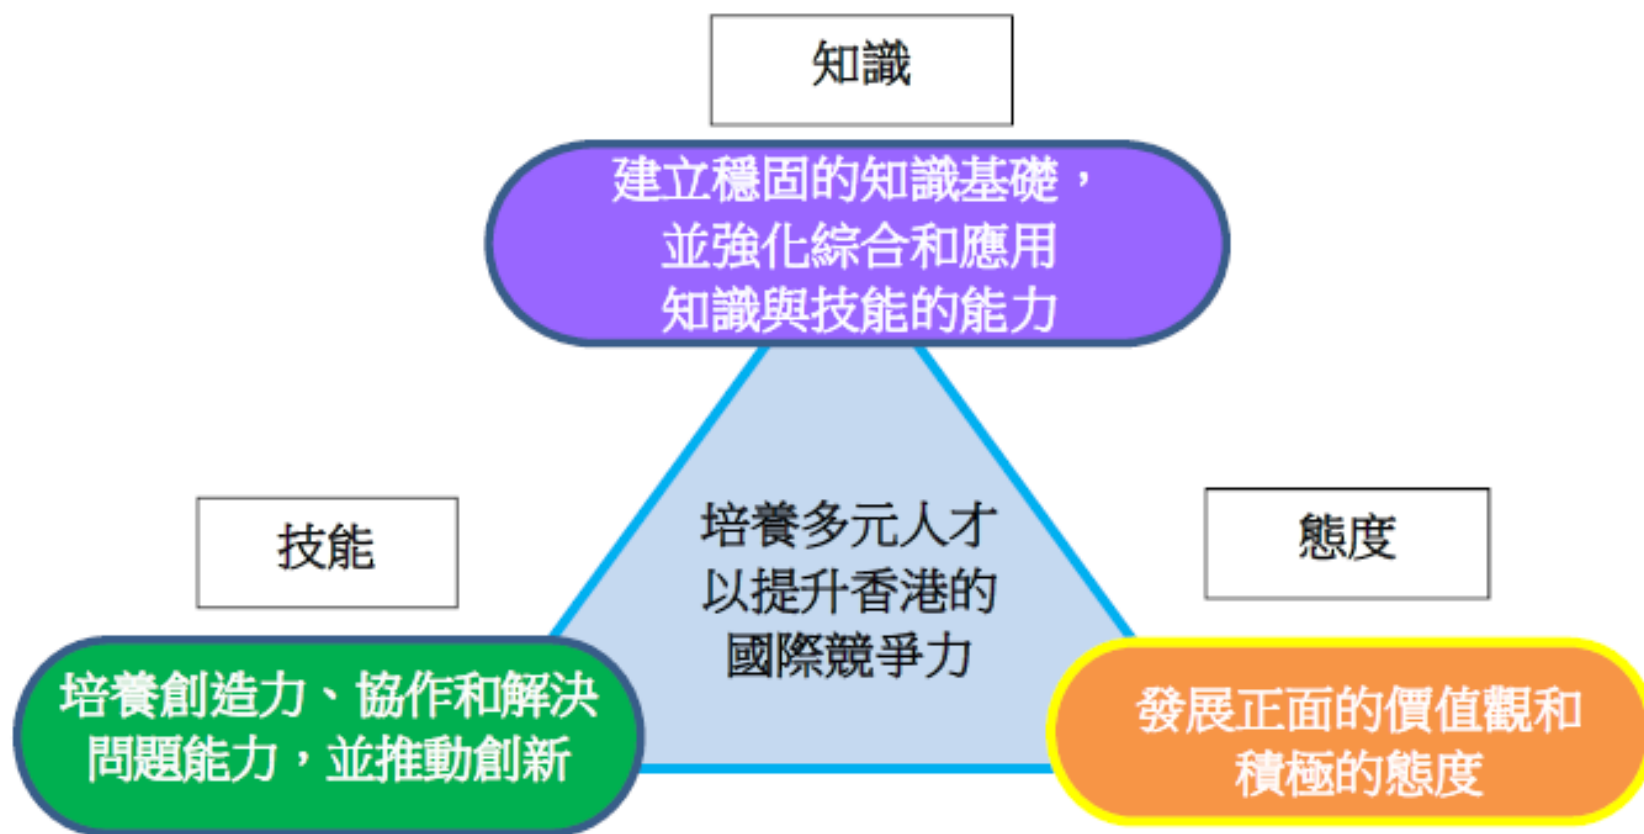 知識
建立穩固的知識基礎，
並強化綜合和應用
知識與技能的能力
培養多元人才
以提升香港的
國際競爭力
技能
培養創造力、協作和解決
問題能力，並推動創新
態度
發展正面的價值觀和
積極的態度